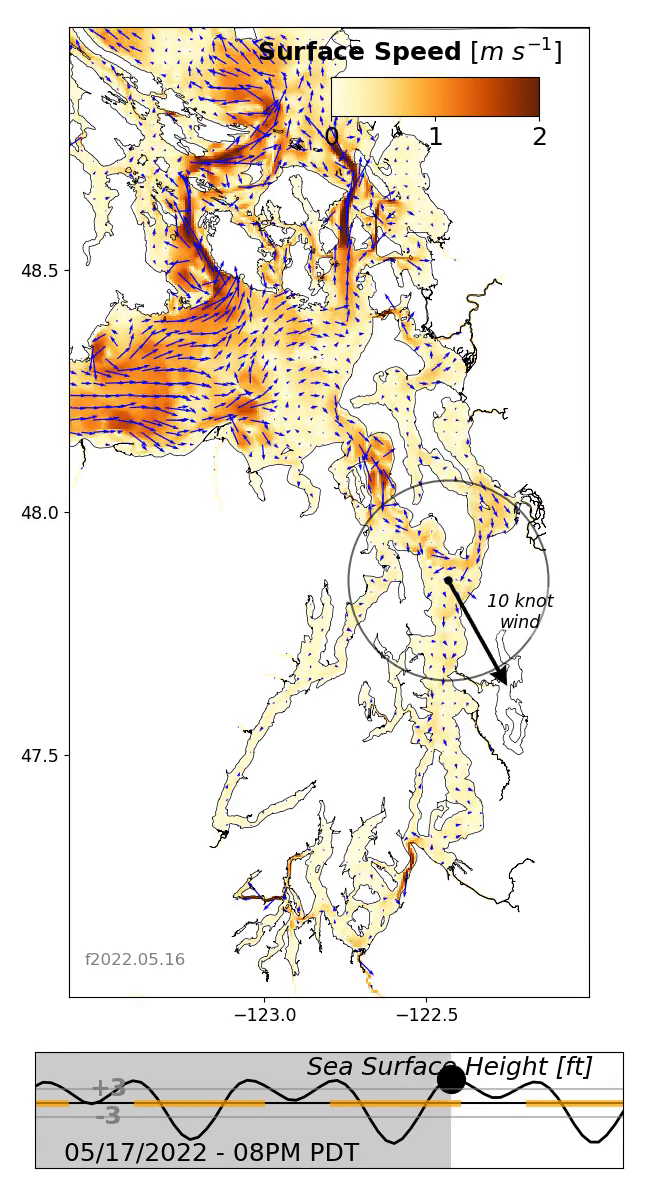 Surface Speed [m s⁻¹]
0 1 2
48.5
48.0
10 knot
wind
47.5
f2022.05.16
−123.0 −122.5
Sea Surface Height [ft]
+3
-3
05/17/2022 - 08PM PDT